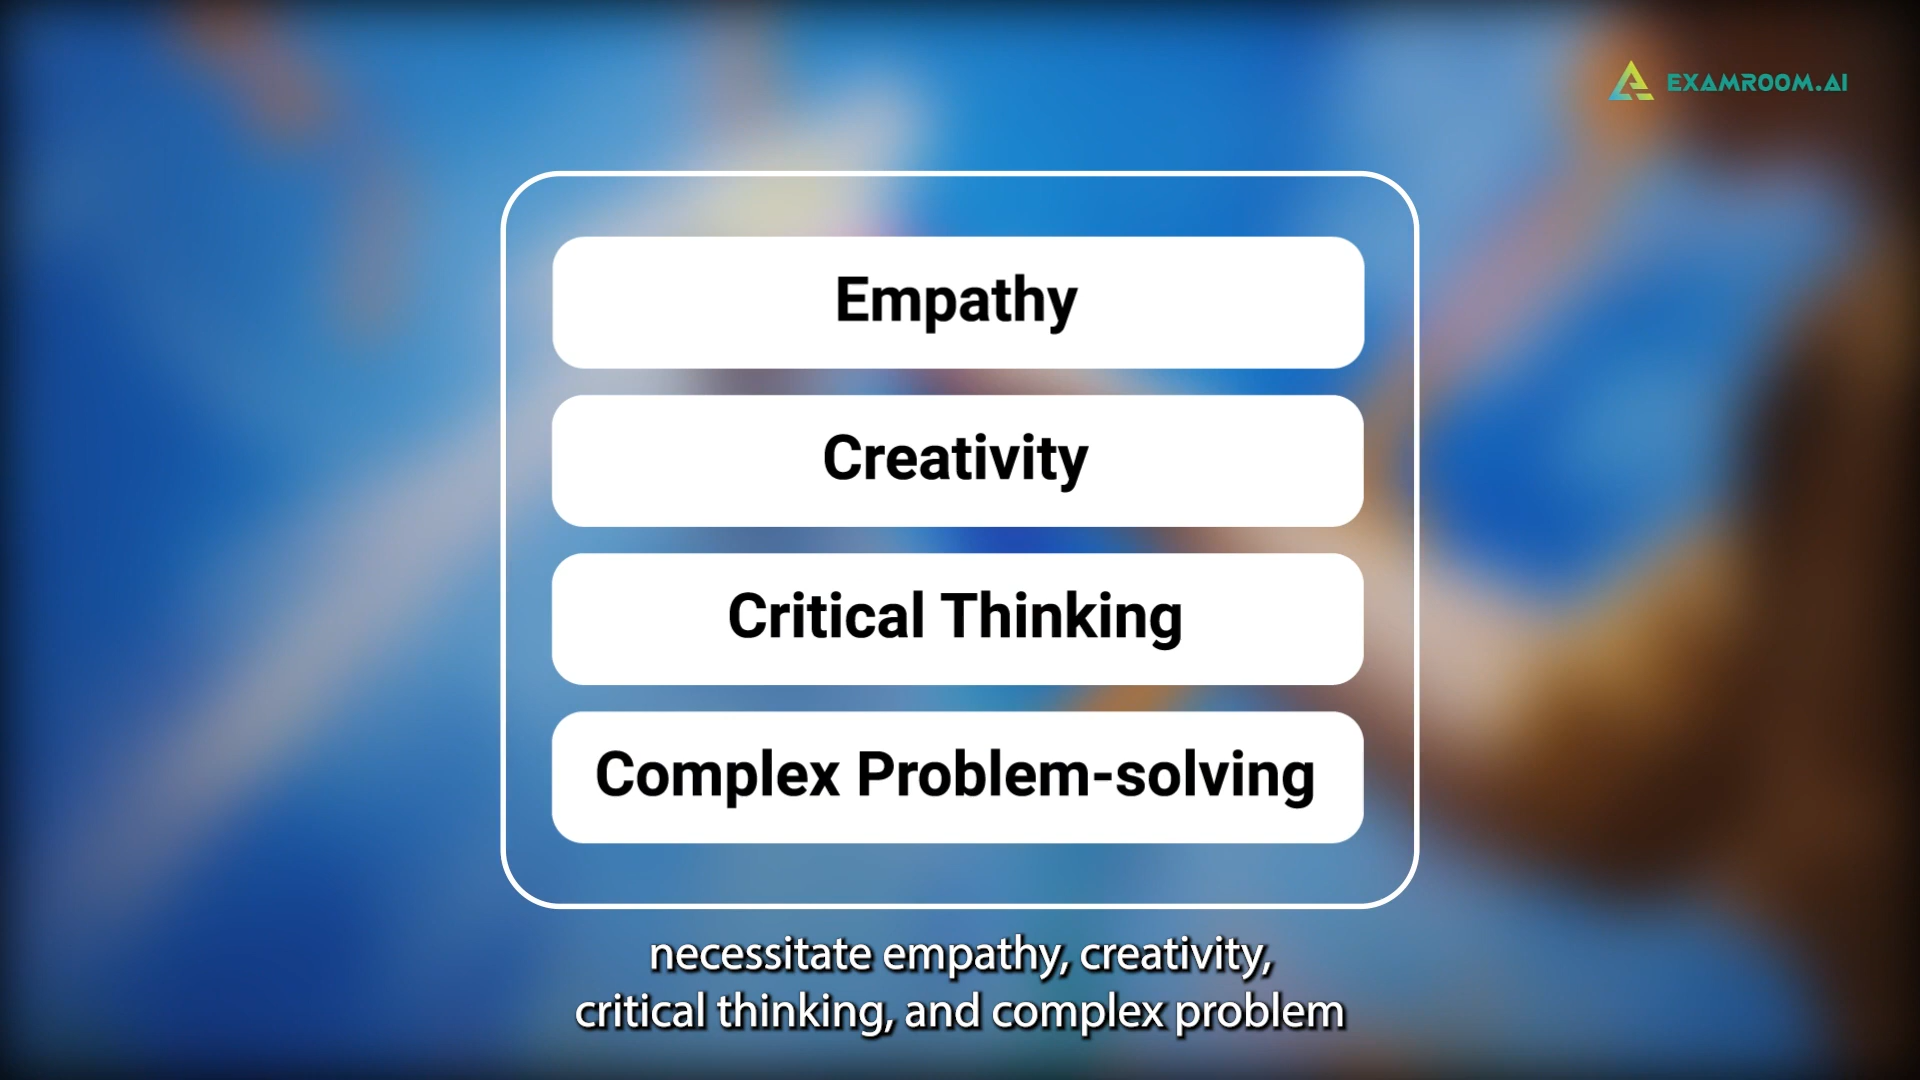 EXAMROOM.AI
Empathy
Creativity
Critical Thinking
Complex Problem-solving
necessitate empathy, creativity,
critical thinking, and complex problem